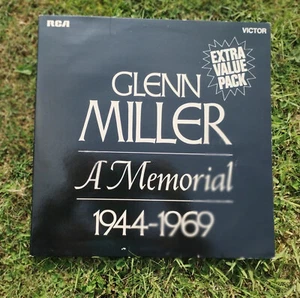 RCA
VICTOR
EXTRA
VALUE
PACK
GLENN
MILLER
A Memorial
1944-1969